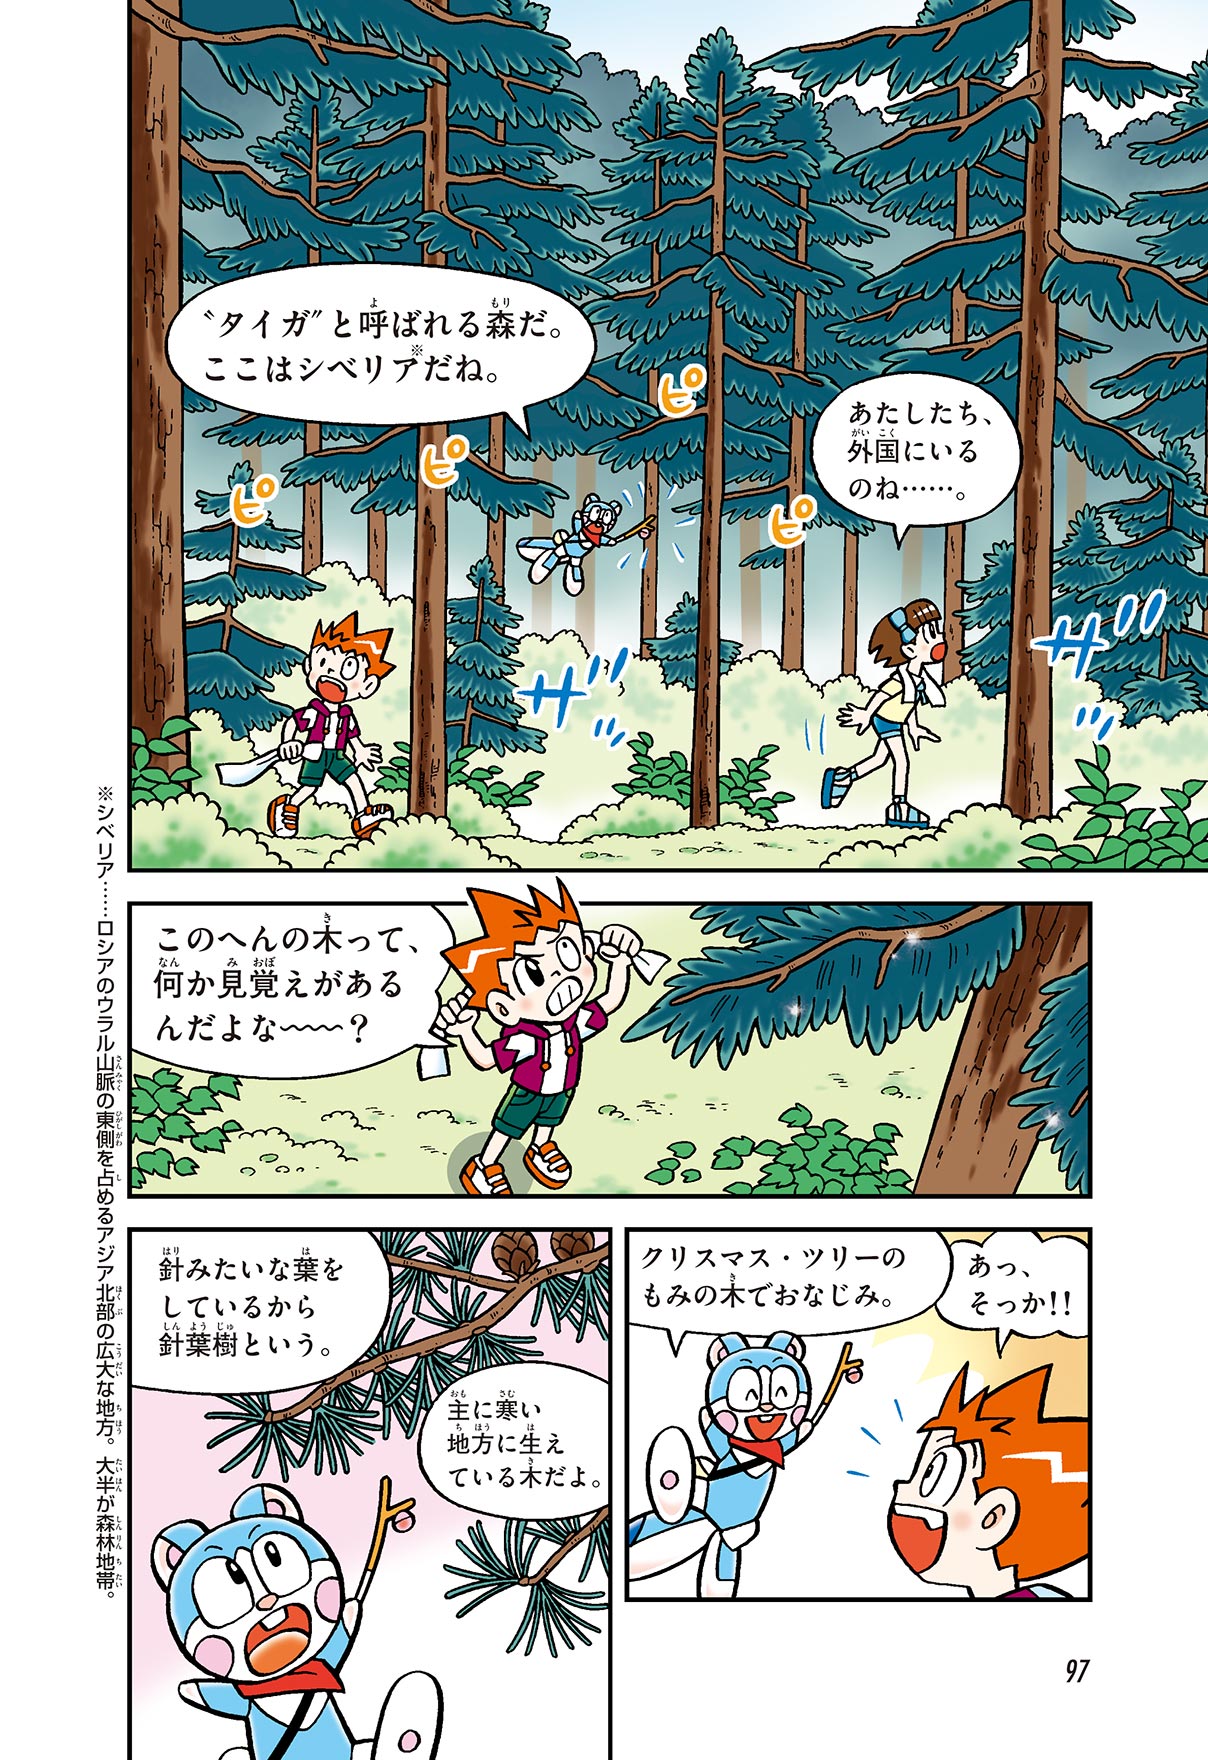 〝タイガ〟と呼ばれる森だ。
ここはシベリア※だね。
あたしたち、
外国にいる
のね……。
ピ
ピ
ピ
ピ
ザッ
ザッ
このへんの木って、
何か見覚えがある
んだよな〜〜〜？
あっ、
そっか!!
クリスマス・ツリーの
もみの木でおなじみ。
針みたいな葉を
しているから
針葉樹という。
主に寒い
地方に生え
ている木だよ。
※シベリア……ロシアのウラル山脈の東側を占めるアジア北部の広大な地方。大半が森林地帯。
97